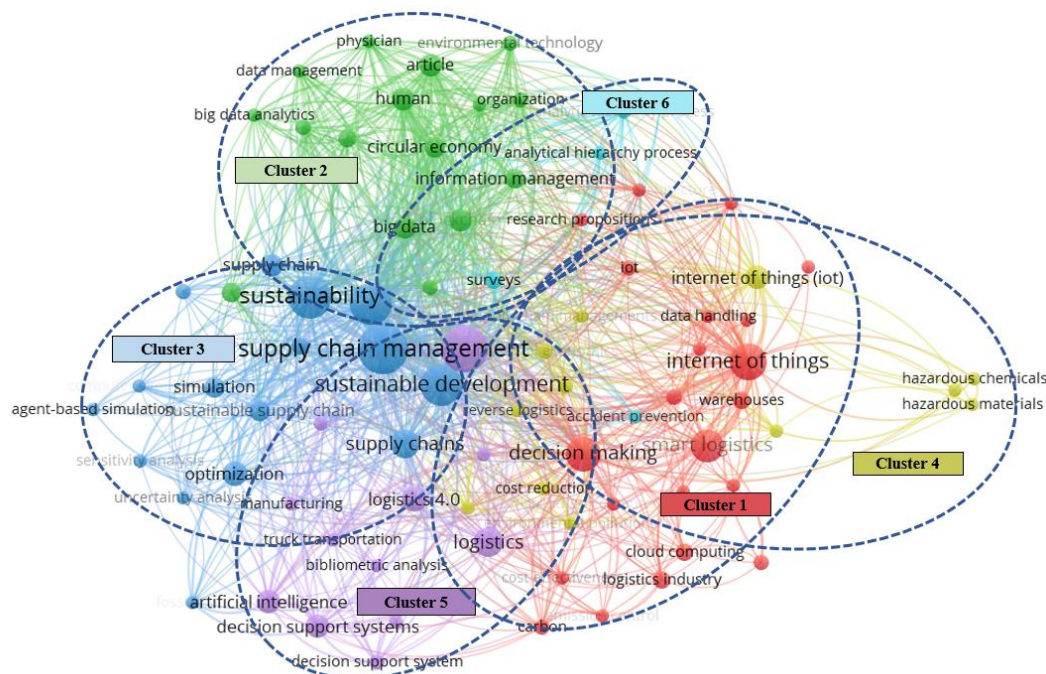 physician
environmental technology
article
data management
human
organization
Cluster 6
big data analytics
circular economy
analytical hierarchy process
Cluster 2
information management
research propositions
big data
supply chain
surveys
iot
internet of things (iot)
sustainability
data handling
Cluster 3
supply chain management
internet of things
sustainable development
hazardous chemicals
simulation
warehouses
hazardous materials
agent-based simulation
sustainable supply chain
reverse logistics
accident prevention
supply chains
decision making
smart logistics
sensitivity analysis
Cluster 4
optimization
cost reduction
uncertainty analysis
manufacturing
logistics 4.0
Cluster 1
truck transportation
logistics
cloud computing
bibliometric analysis
logistics industry
artificial intelligence
Cluster 5
decision support systems
carbon
decision support system